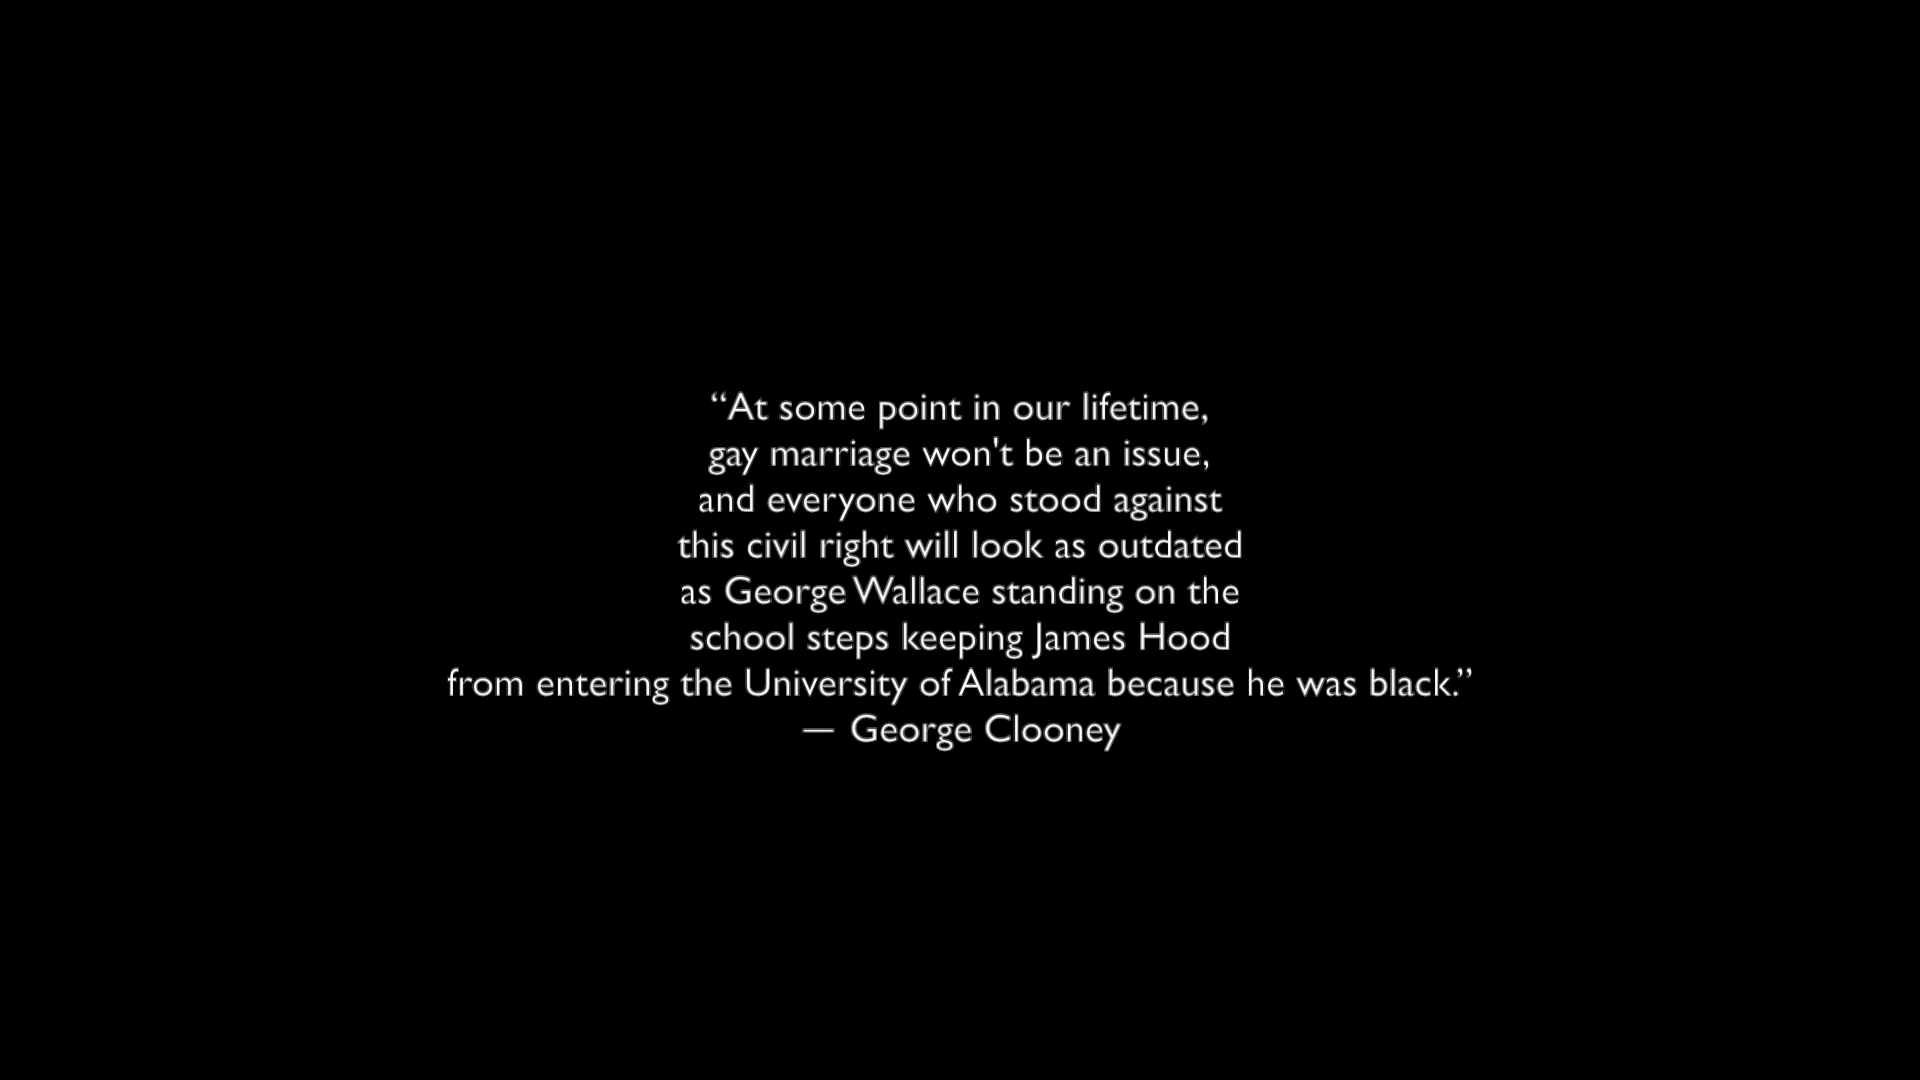 “At some point in our lifetime,
gay marriage won't be an issue,
and everyone who stood against
this civil right will look as outdated
as George Wallace standing on the
school steps keeping James Hood
from entering the University of Alabama because he was black.”
— George Clooney